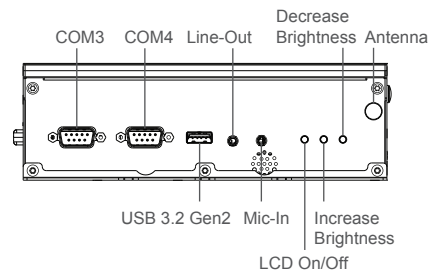 Decrease
COM3 COM4 Line-Out Brightness Antenna
USB 3.2 Gen2 Mic-In Increase
Brightness
LCD On/Off